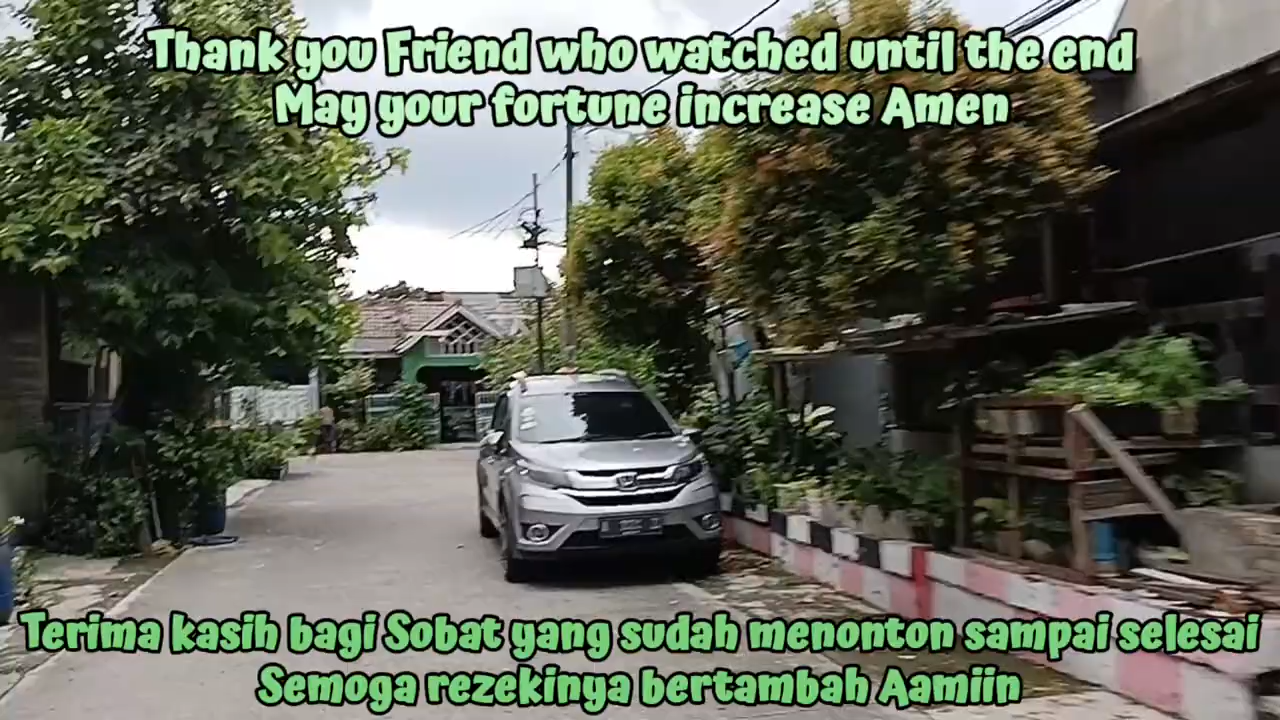 Thank you Friend who watched until the end
May your fortune increase Amen
Terima kasih bagi Sobat yang sudah menonton sampai selesai
Semoga rezekinya bertambah Aamiin